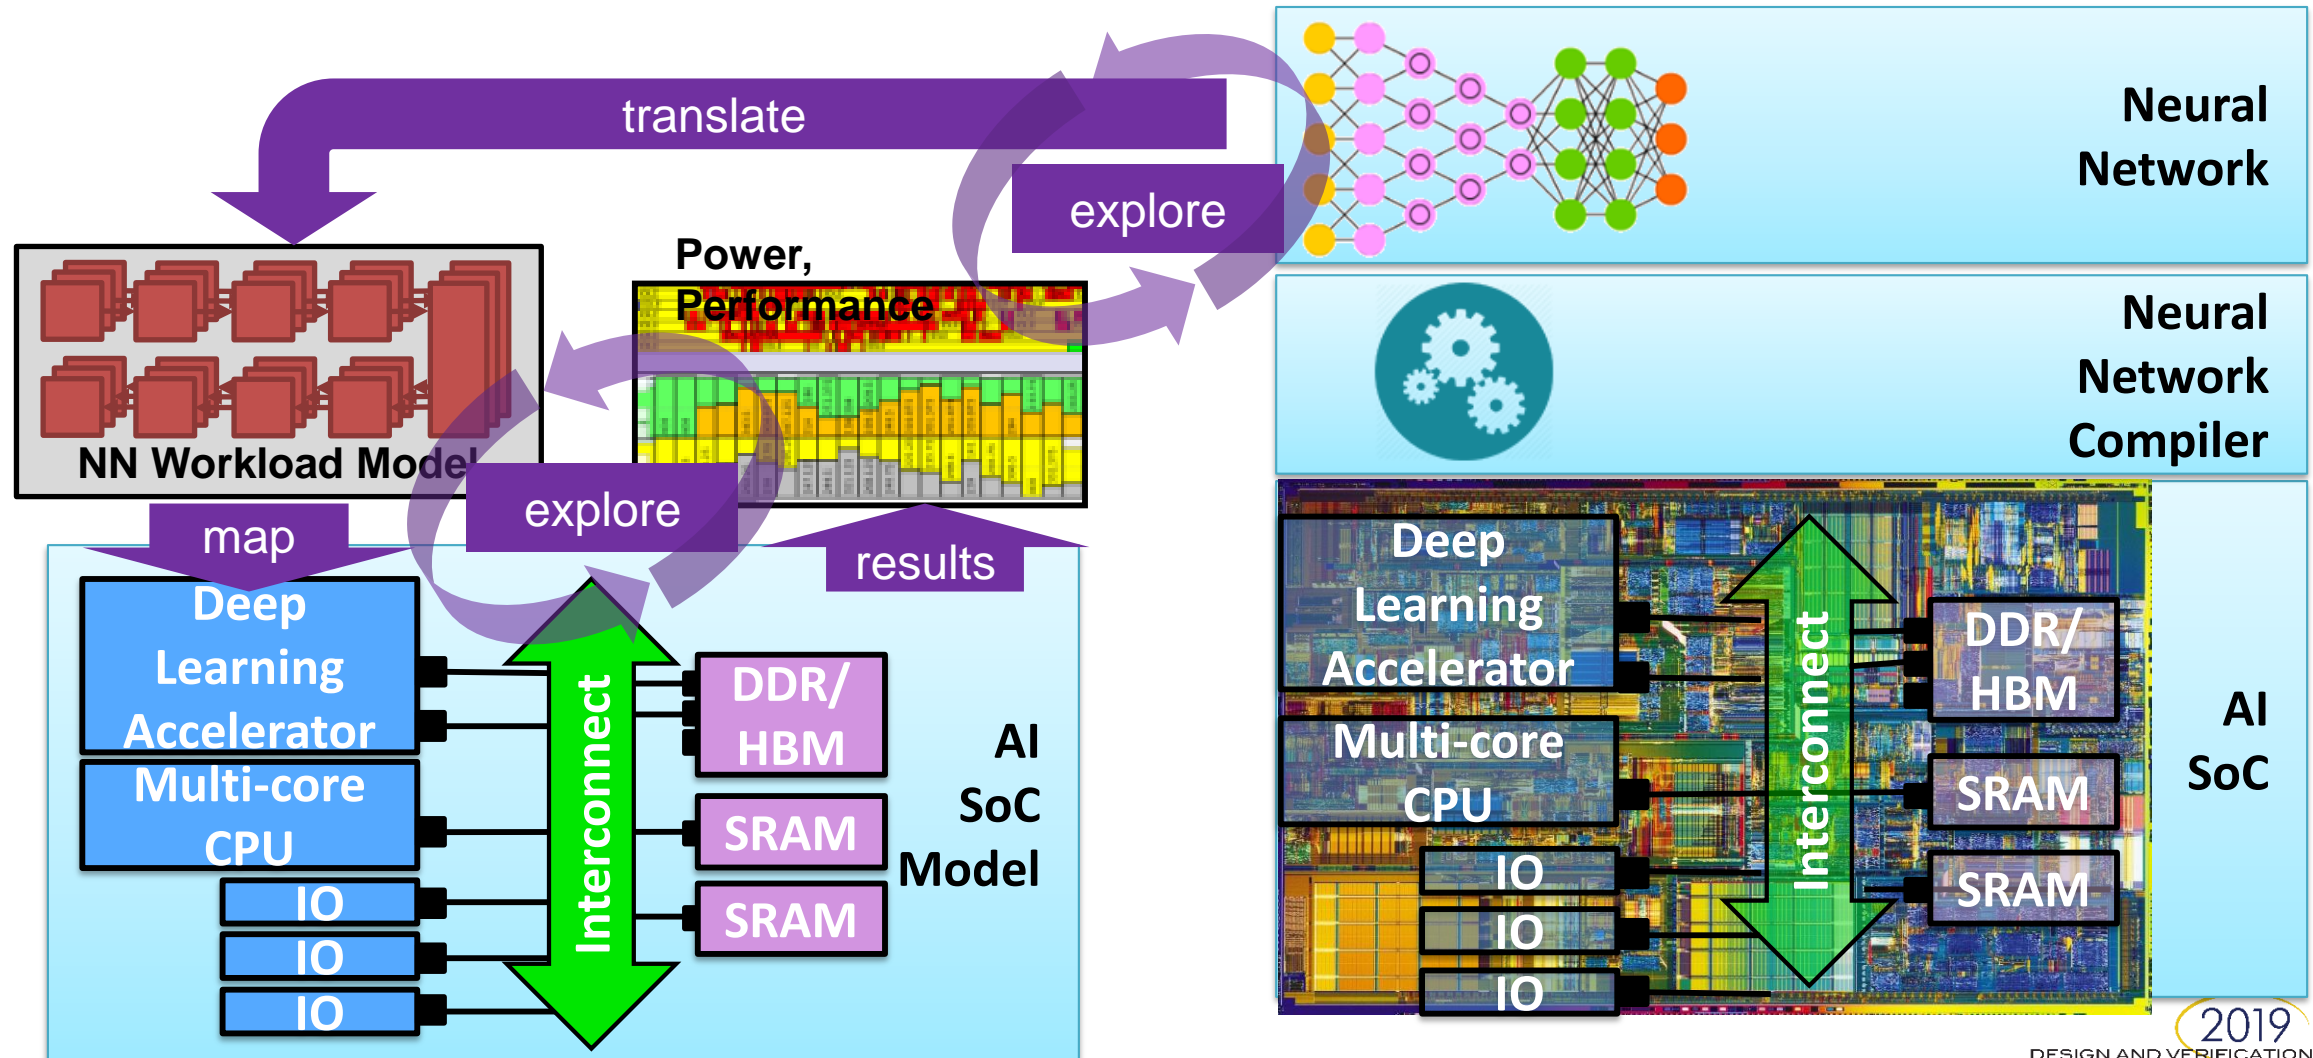 translate
explore
Neural
Network
Power,
Performance
NN Workload Model
explore
map
results
Neural
Network
Compiler
Deep
Learning
Accelerator
Multi-core
CPU
IO
IO
IO
Interconnect
DDR/
HBM
SRAM
SRAM
AI
SoC
Model
Deep
Learning
Accelerator
Multi-core
CPU
IO
IO
IO
Interconnect
DDR/
HBM
SRAM
SRAM
AI
SoC
2019
DESIGN AND VERIFICATION